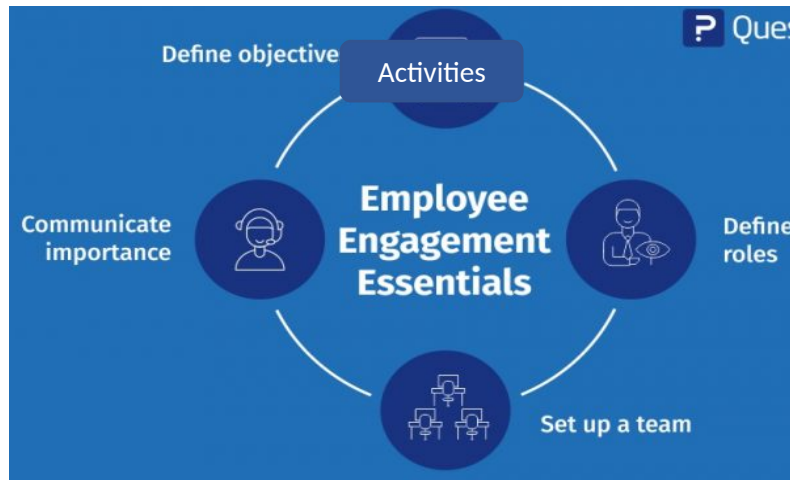 Ques
Define objective
Activities
Employee
Engagement
Essentials
Communicate
importance
Define
roles
Set up a team